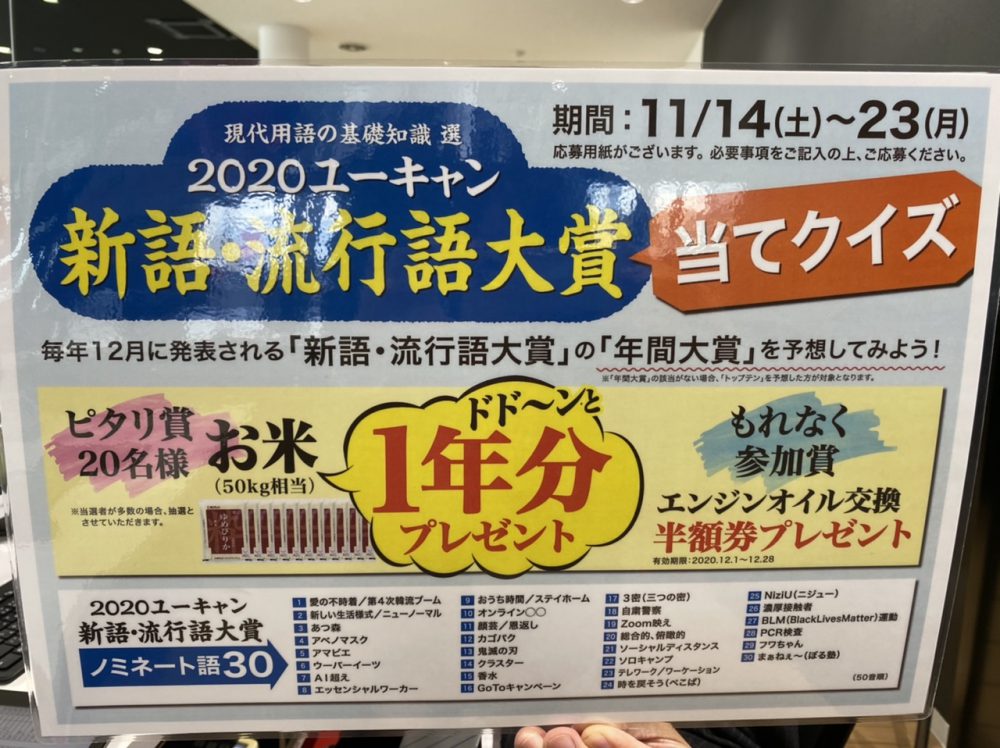 期間：11/14(土)～23(月)
応募用紙がございます。必要事項をご記入の上、ご応募ください。
現代用語の基礎知識 選
2020ユーキャン
新語・流行語大賞
当てクイズ
毎年12月に発表される「新語・流行語大賞」の「年間大賞」を予想してみよう！
※「年間大賞」の該当がない場合、「トップテン」を予想した方が対象となります。
ピタリ賞
20名様
お米
(50kg相当)
※当選者が多数の場合、抽選と
させていただきます。
ゆめぴりか
ドド～ンと
1年分
プレゼント
もれなく
参加賞
エンジンオイル交換
半額券プレゼント
有効期限：2020.12.1～12.28
2020ユーキャン
新語・流行語大賞
ノミネート語30
1 愛の不時着／第4次韓流ブーム
2 新しい生活様式／ニューノーマル
3 あつ森
4 アベノマスク
5 アマビエ
6 ウーバーイーツ
7 AI超え
8 エッセンシャルワーカー
9 おうち時間／ステイホーム
10 オンライン○○
11 顔芸／恩返し
12 カゴパク
13 鬼滅の刃
14 クラスター
15 香水
16 GoToキャンペーン
17 3密(三つの密)
18 自粛警察
19 Zoom映え
20 総合的、俯瞰的
21 ソーシャルディスタンス
22 ソロキャンプ
23 テレワーク／ワーケーション
24 時を戻そう(ぺこぱ)
25 NiziU(ニジュー)
26 濃厚接触者
27 BLM(BlackLivesMatter)運動
28 PCR検査
29 フワちゃん
30 まぁねぇ～(ぼる塾)
(50音順)